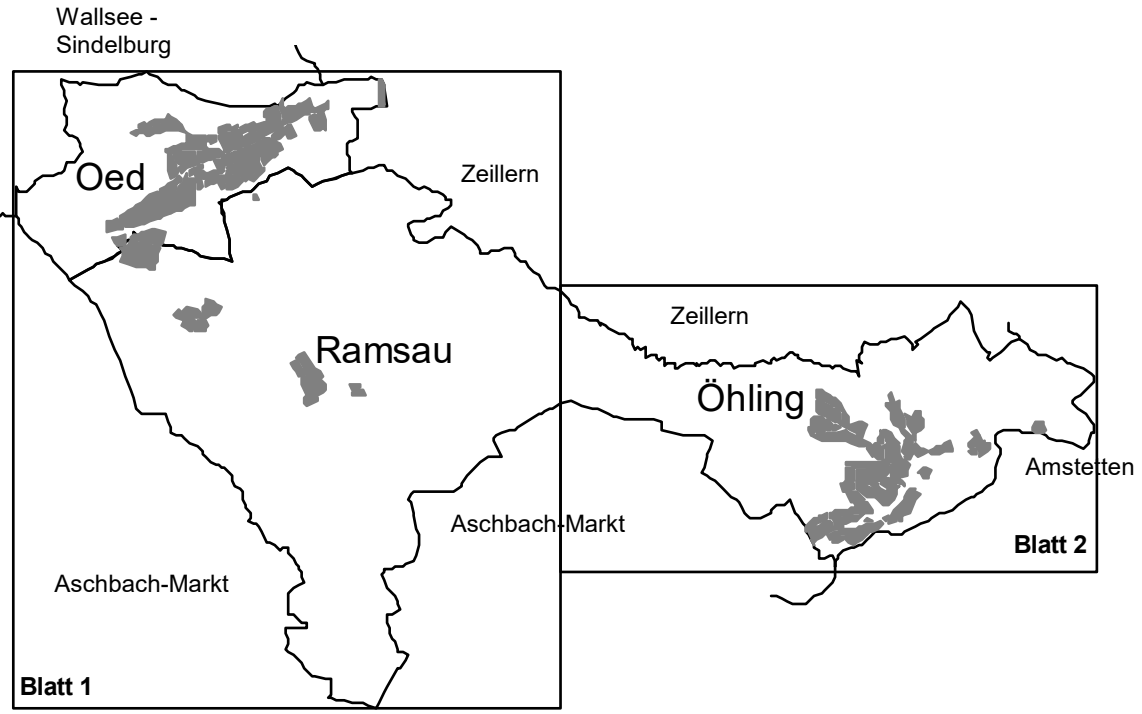 Wallsee -
Sindelburg
Oed
Zeillern
Zeillern
Ramsau
Öhling
Amstetten
Aschbach-Markt
Blatt 2
Aschbach-Markt
Blatt 1